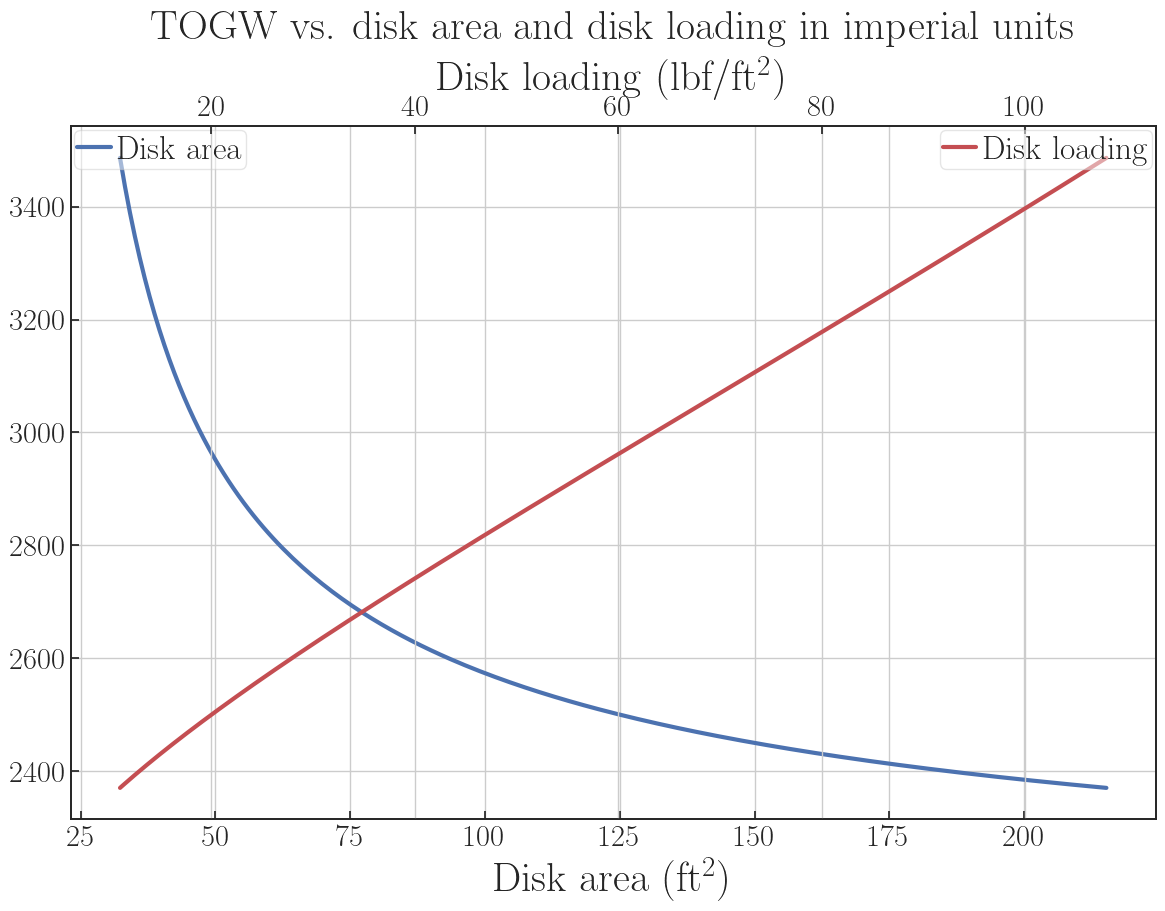 TOGW vs. disk area and disk loading in imperial units
Disk loading (lbf/ft²)
20 40 60 80 100
Disk area
Disk loading
3400
3200
3000
2800
2600
2400
25 50 75 100 125 150 175 200
Disk area (ft²)